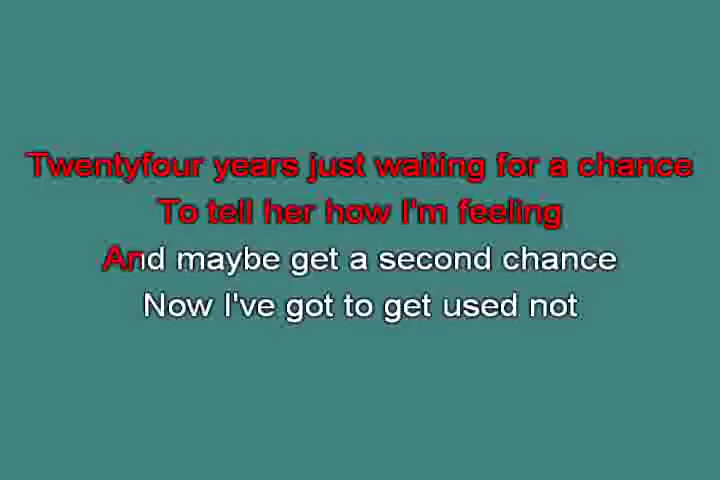 Twentyfour years just waiting for a chance
To tell her how I'm feeling
And maybe get a second chance
Now I've got to get used not